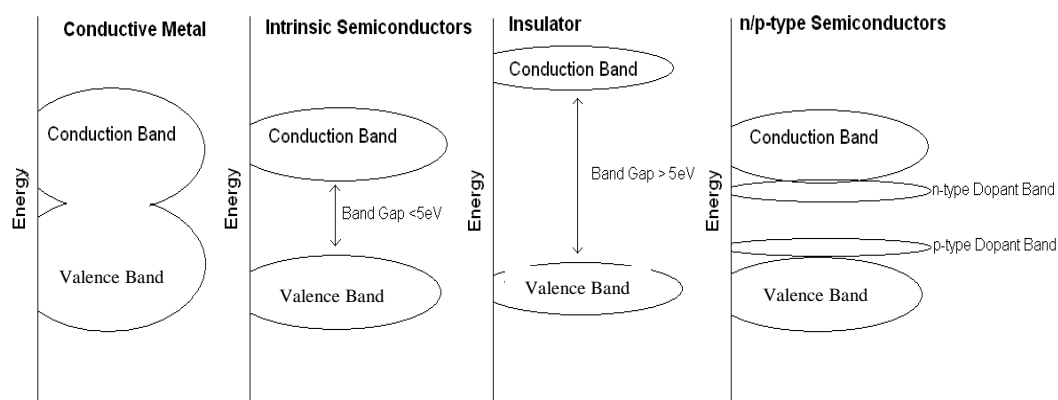 Conductive Metal
Energy
Conduction Band
Valence Band
Intrinsic Semiconductors
Energy
Conduction Band
Band Gap <5eV
Valence Band
Insulator
Energy
Conduction Band
Band Gap > 5eV
Valence Band
n/p-type Semiconductors
Energy
Conduction Band
n-type Dopant Band
p-type Dopant Band
Valence Band